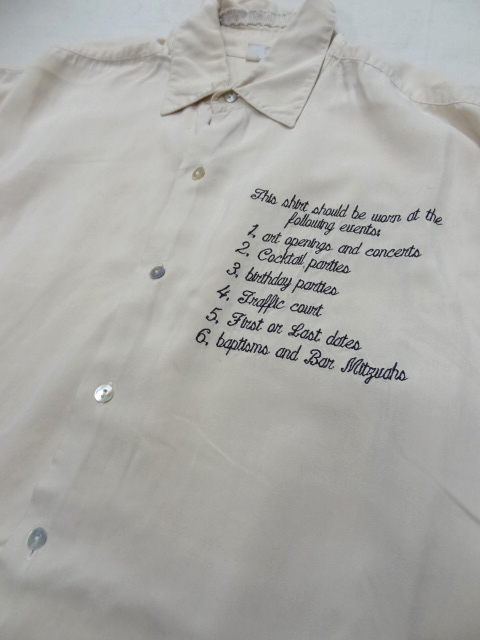 This shirt should be worn at the
following events:
1. art openings and concerts
2. Cocktail parties
3. birthday parties
4. Traffic court
5. First or Last dates
6. baptisms and Bar Mitzvahs